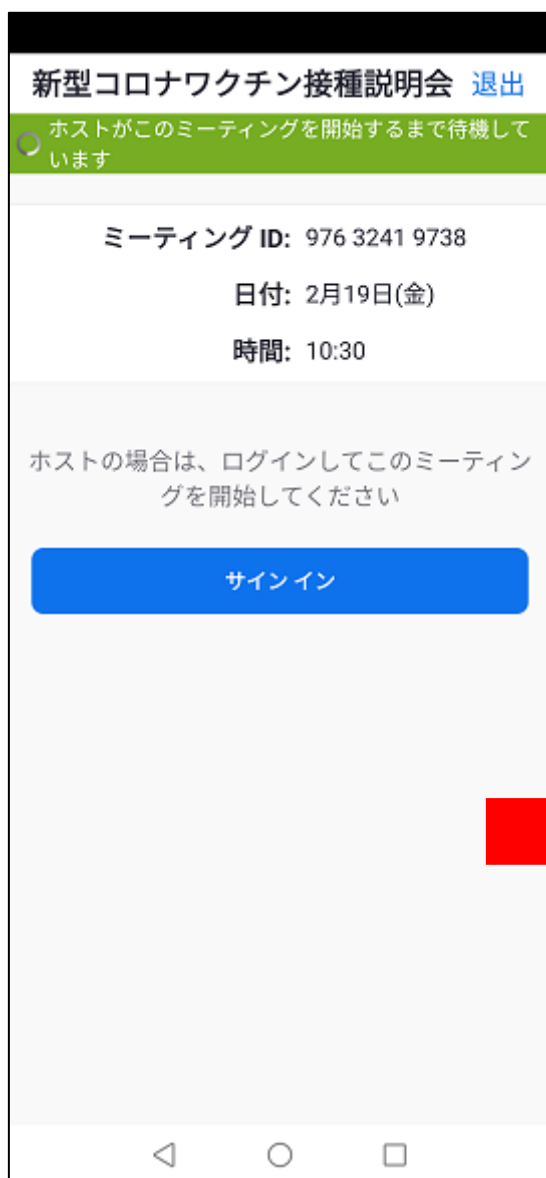 新型コロナワクチン接種説明会 退出
ホストがこのミーティングを開始するまで待機して
います
ミーティング ID: 976 3241 9738
日付: 2月19日(金)
時間: 10:30
ホストの場合は、ログインしてこのミーティン
グを開始してください
サイン イン